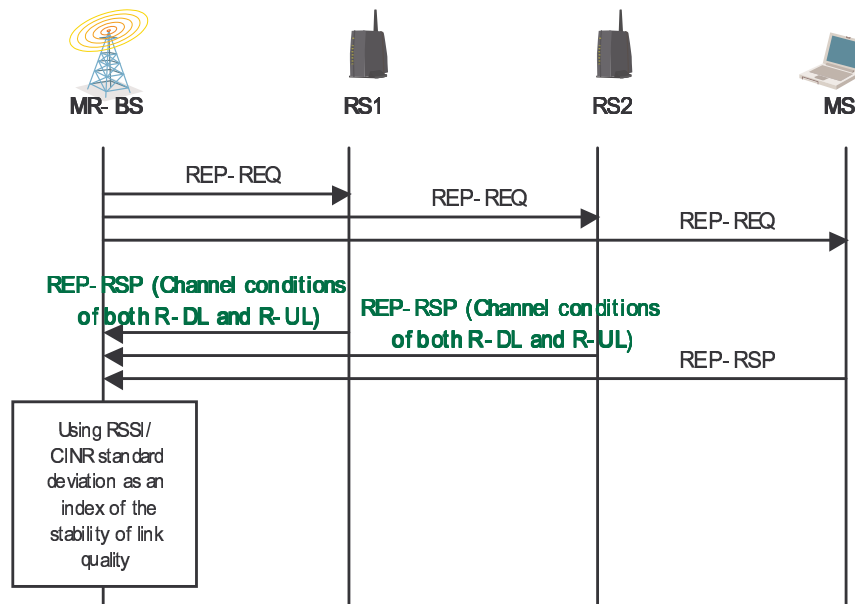 MR-BS
RS1
RS2
MS
REP-REQ
REP-REQ
REP-REQ
REP-RSP (Channel conditions
of both R-DL and R-UL)
REP-RSP (Channel conditions
of both R-DL and R-UL)
REP-RSP
Using RSSI/
CINR standard
deviation as an
index of the
stability of link
quality